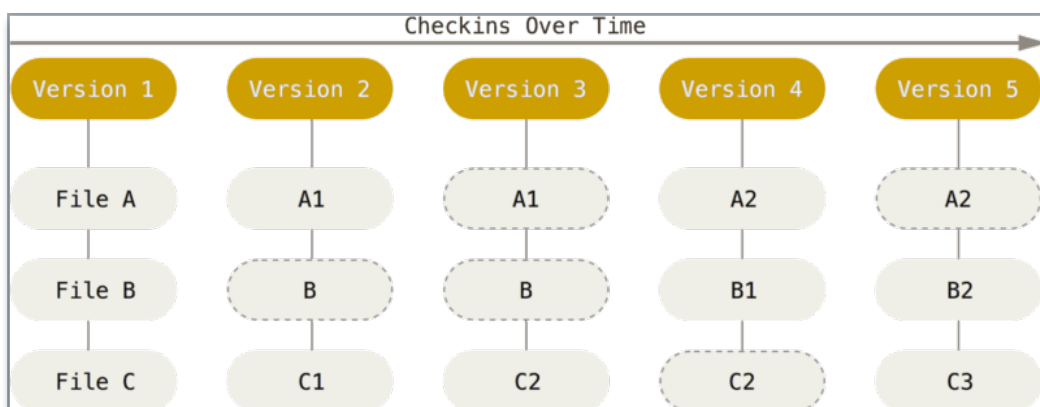 Checkins Over Time
Version 1 Version 2 Version 3 Version 4 Version 5
File A A1 A1 A2 A2
File B B B B1 B2
File C C1 C2 C2 C3